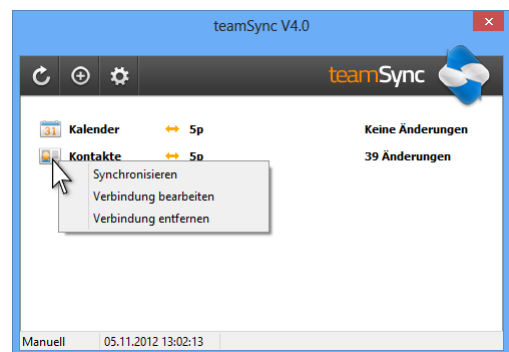 teamSync V4.0
teamSync
31 Kalender 5p Keine Änderungen
Kontakte 5p 39 Änderungen
Synchronisieren
Verbindung bearbeiten
Verbindung entfernen
Manuell 05.11.2012 13:02:13